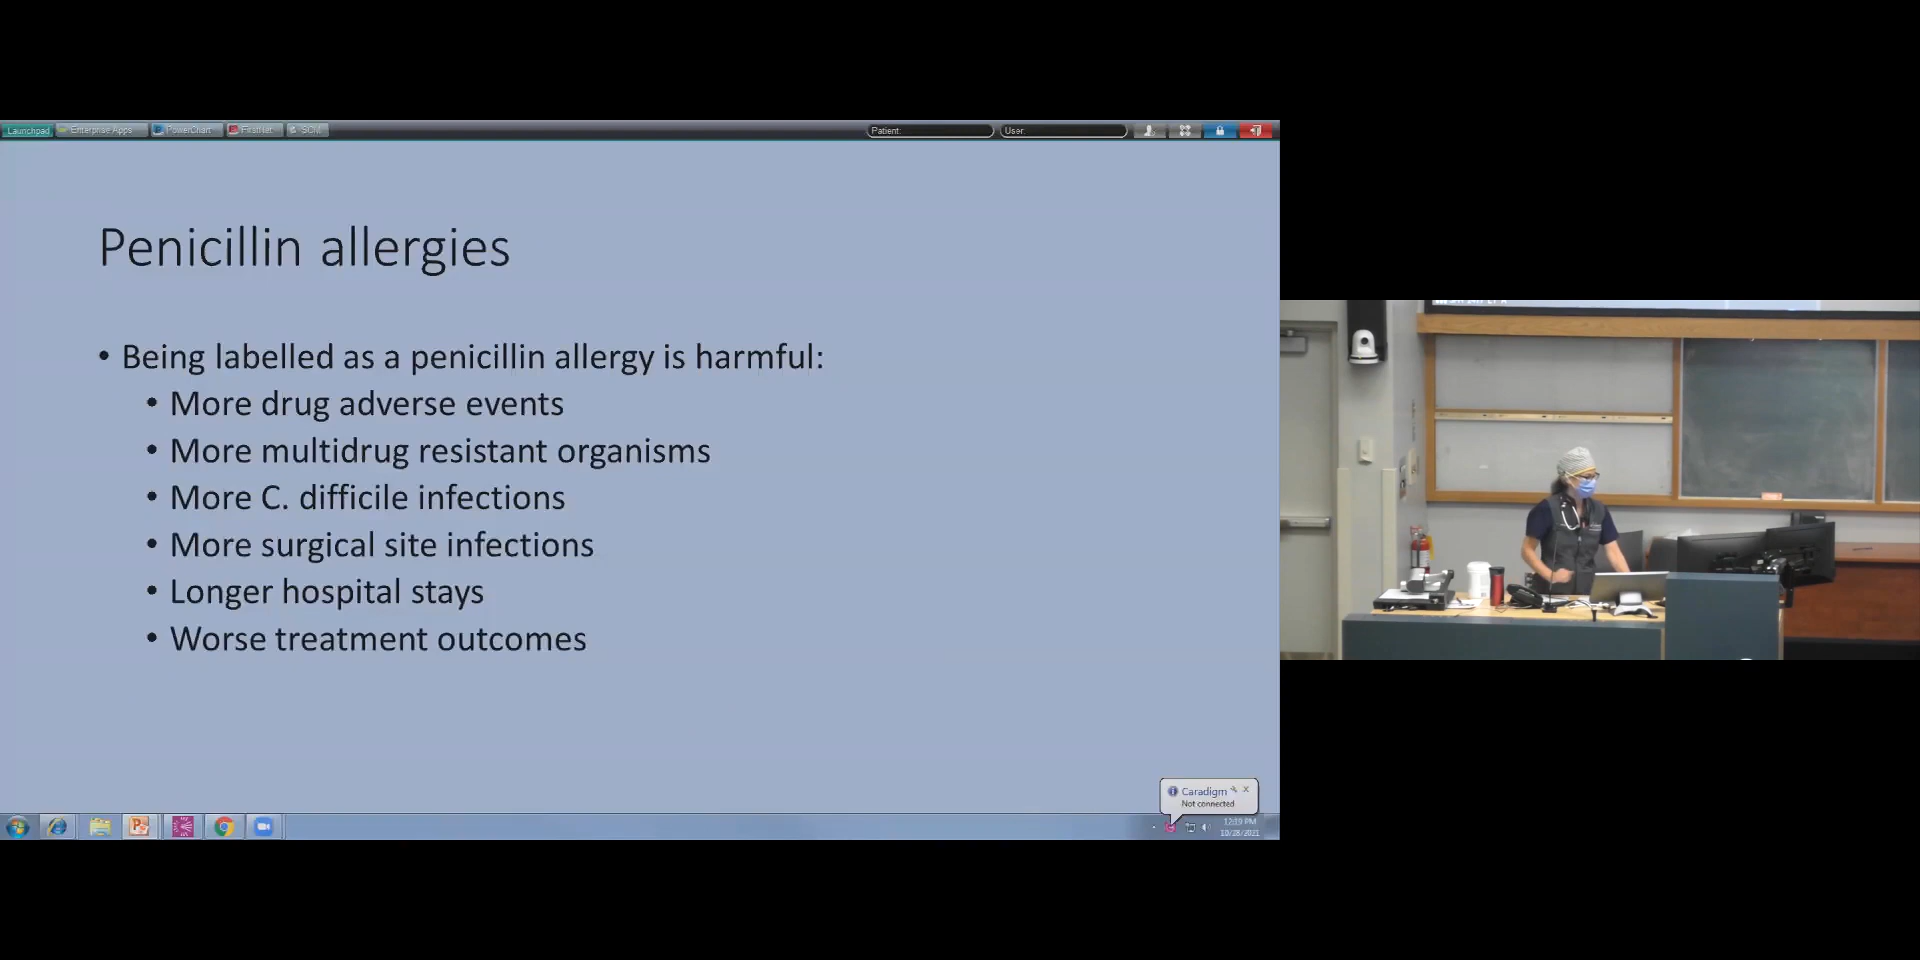 Launchpad Enterprise Apps PowerChart FirstNet SCM Patient: User:
Penicillin allergies
• Being labelled as a penicillin allergy is harmful:
• More drug adverse events
• More multidrug resistant organisms
• More C. difficile infections
• More surgical site infections
• Longer hospital stays
• Worse treatment outcomes
Caradigm
Not connected
12:19 PM
10/28/2021